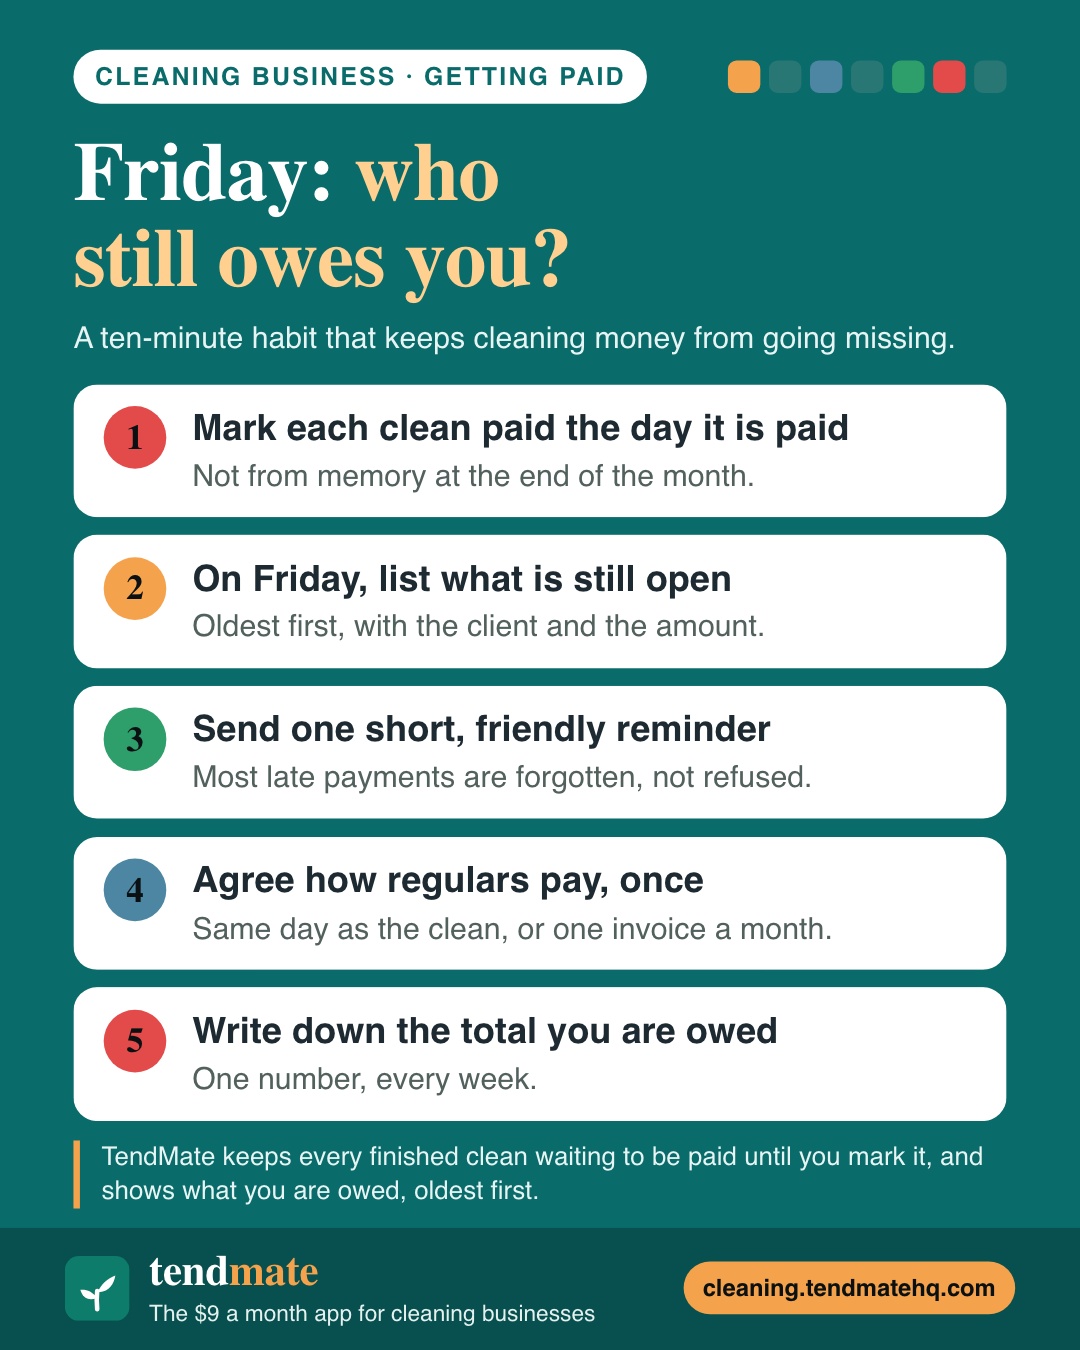 CLEANING BUSINESS · GETTING PAID
Friday: who
still owes you?
A ten-minute habit that keeps cleaning money from going missing.
1
Mark each clean paid the day it is paid
Not from memory at the end of the month.
2
On Friday, list what is still open
Oldest first, with the client and the amount.
3
Send one short, friendly reminder
Most late payments are forgotten, not refused.
4
Agree how regulars pay, once
Same day as the clean, or one invoice a month.
5
Write down the total you are owed
One number, every week.
TendMate keeps every finished clean waiting to be paid until you mark it, and
shows what you are owed, oldest first.
tendmate
The $9 a month app for cleaning businesses
cleaning.tendmatehq.com